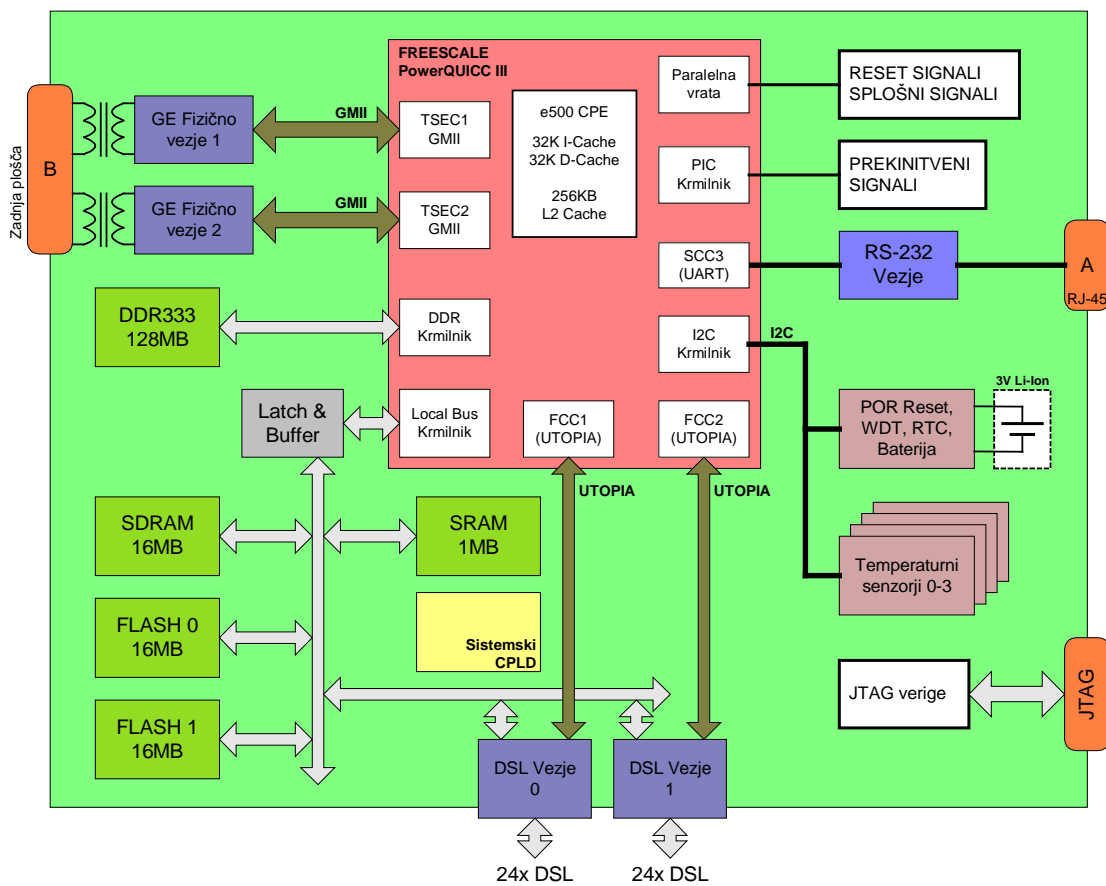 FREESCALE
PowerQUICC III
Zadnja plošča
B
GE Fizično
vezje 1
GMII
TSEC1
GMII
e500 CPE
32K I-Cache
32K D-Cache
256KB
L2 Cache
Paralelna
vrata
RESET SIGNALI
SPLOŠNI SIGNALI
PIC
Krmilnik
PREKINITVENI
SIGNALI
GE Fizično
vezje 2
GMII
TSEC2
GMII
SCC3
(UART)
RS-232
Vezje
A
RJ-45
DDR333
128MB
DDR
Krmilnik
I2C
Krmilnik
I2C
Latch &
Buffer
Local Bus
Krmilnik
FCC1
(UTOPIA)
FCC2
(UTOPIA)
POR Reset,
WDT, RTC,
Baterija
3V Li-Ion
UTOPIA
UTOPIA
SDRAM
16MB
SRAM
1MB
Temperaturni
senzorji 0-3
FLASH 0
16MB
Sistemski
CPLD
FLASH 1
16MB
JTAG verige
JTAG
DSL Vezje
0
DSL Vezje
1
24x DSL
24x DSL